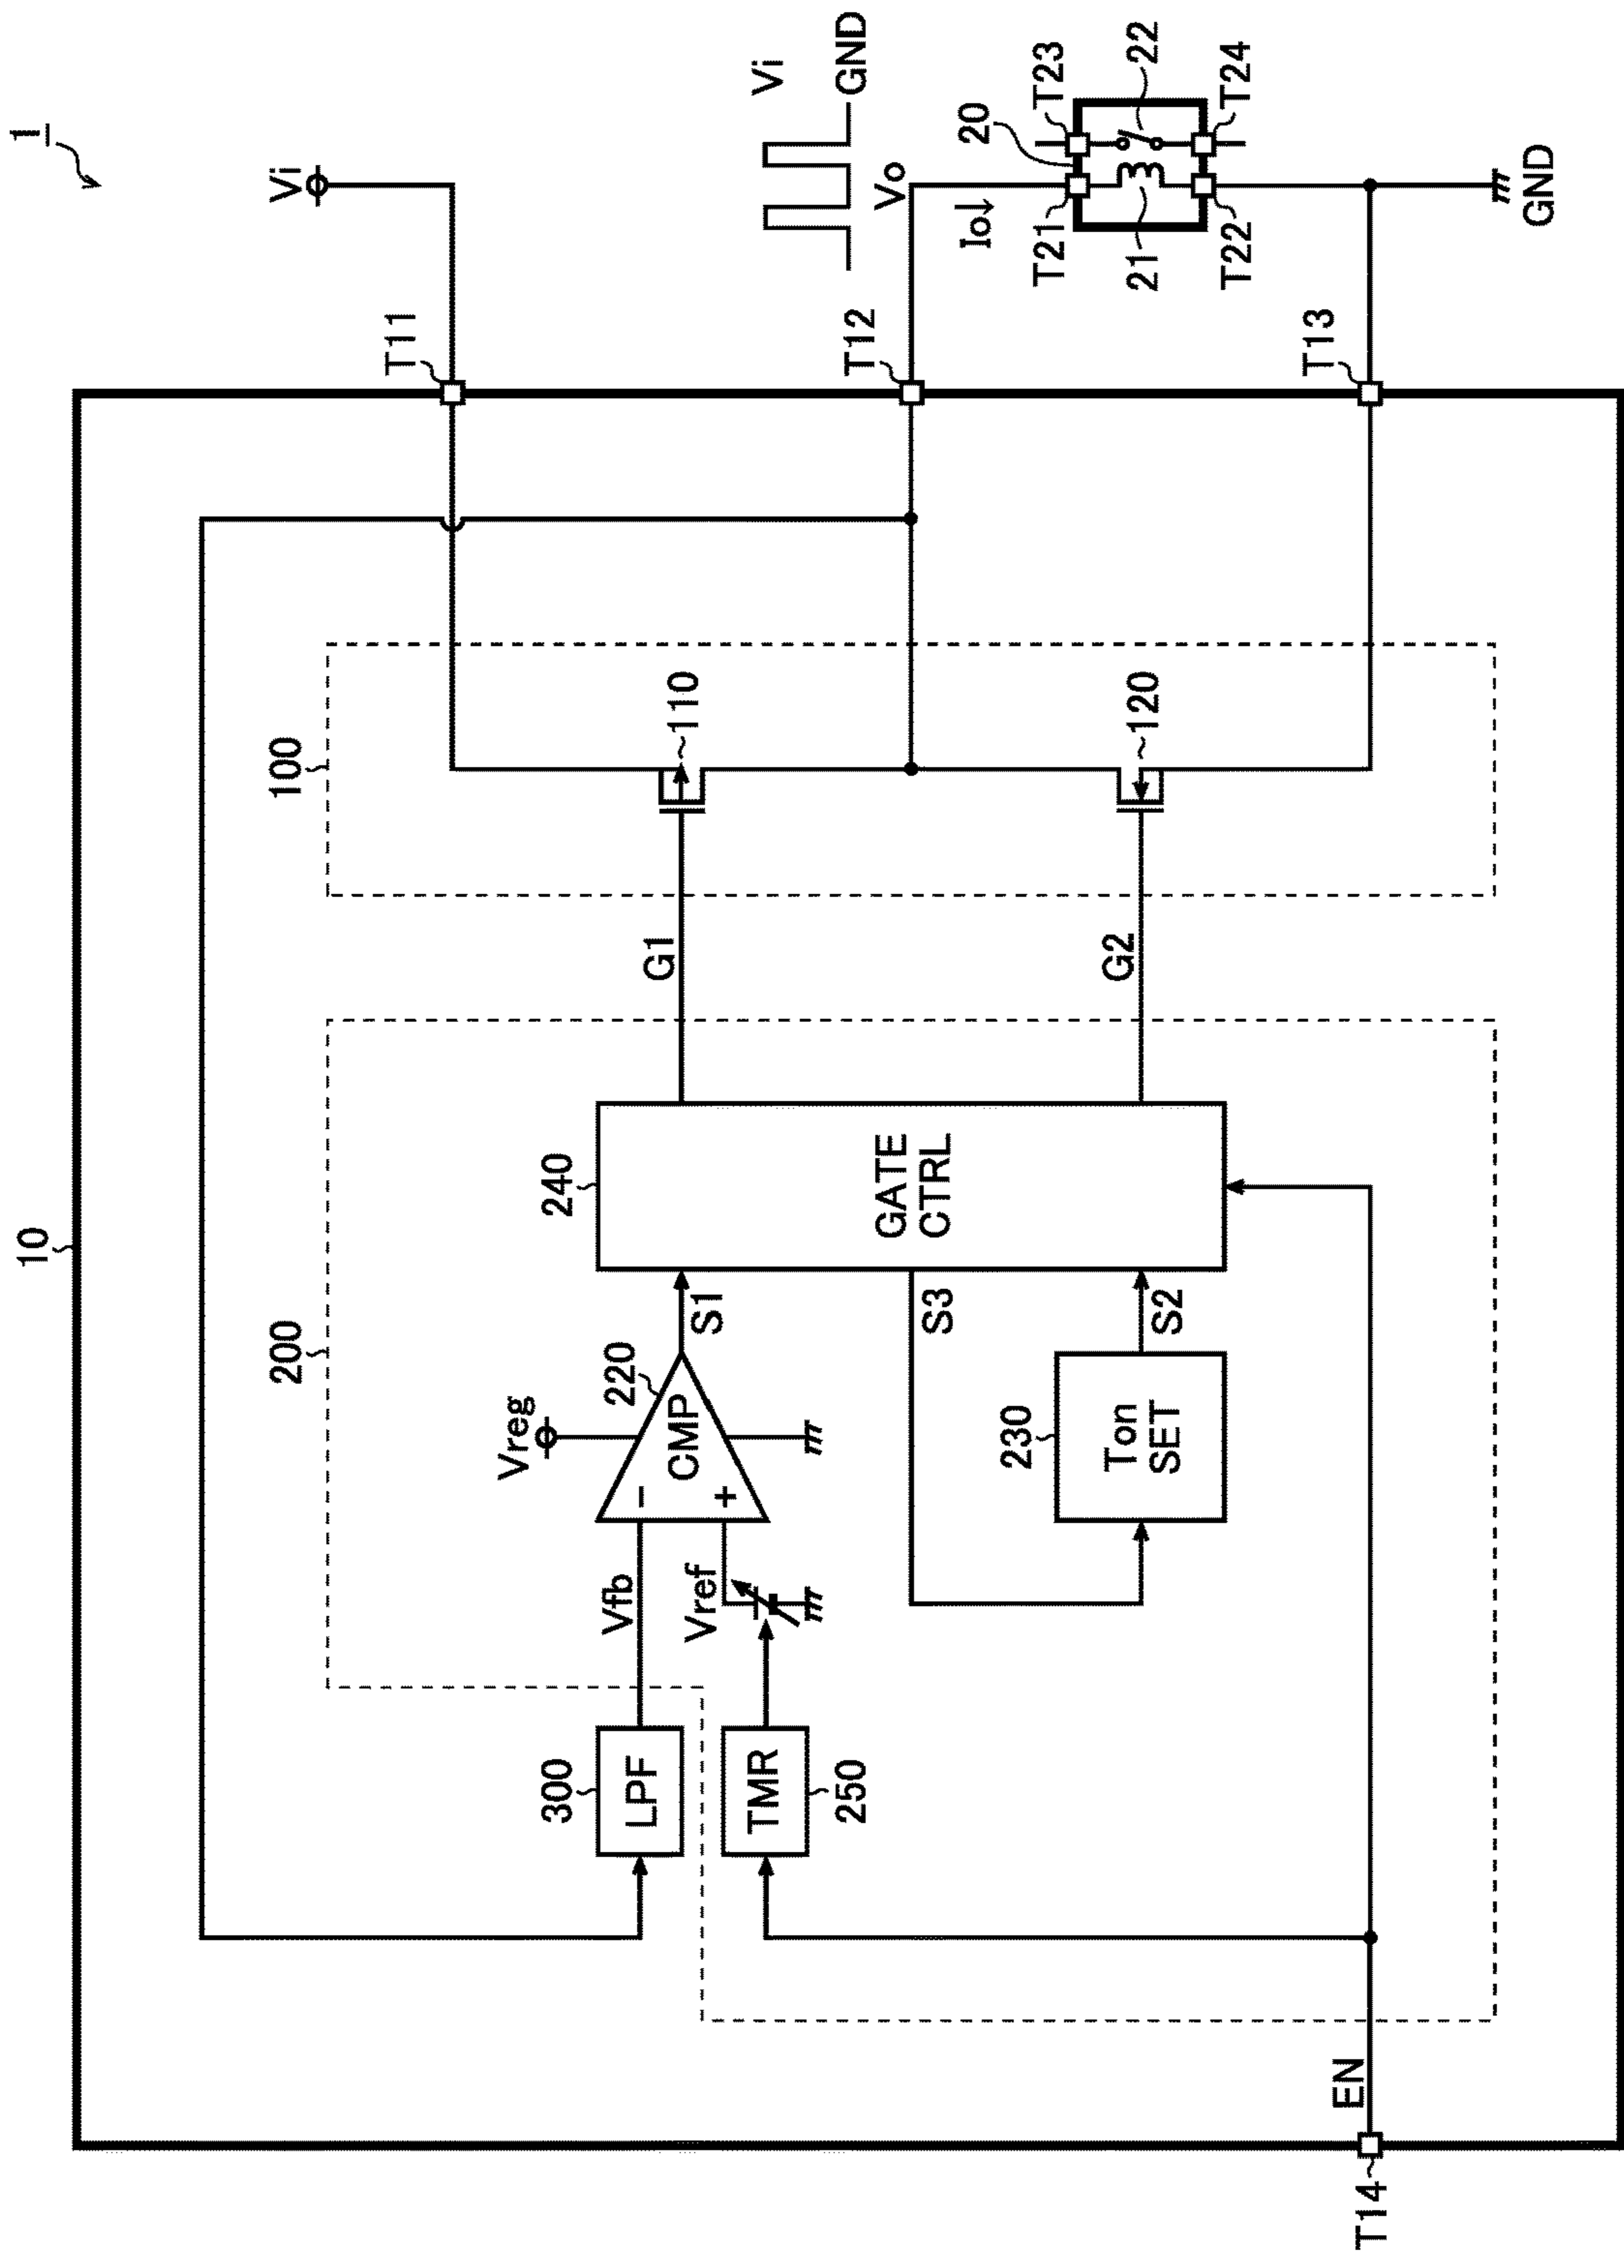 1
10
Vi
T11
100
200
Vreg
220
CMP
-
+
S1
240
GATE
CTRL
G1
110
Vfb
Vref
300
LPF
TMR
250
S3
230
Ton
SET
S2
G2
120
T12
Vo
Vi
GND
Io↓
20
T21
T23
21
22
T22
T24
T13
GND
EN
T14